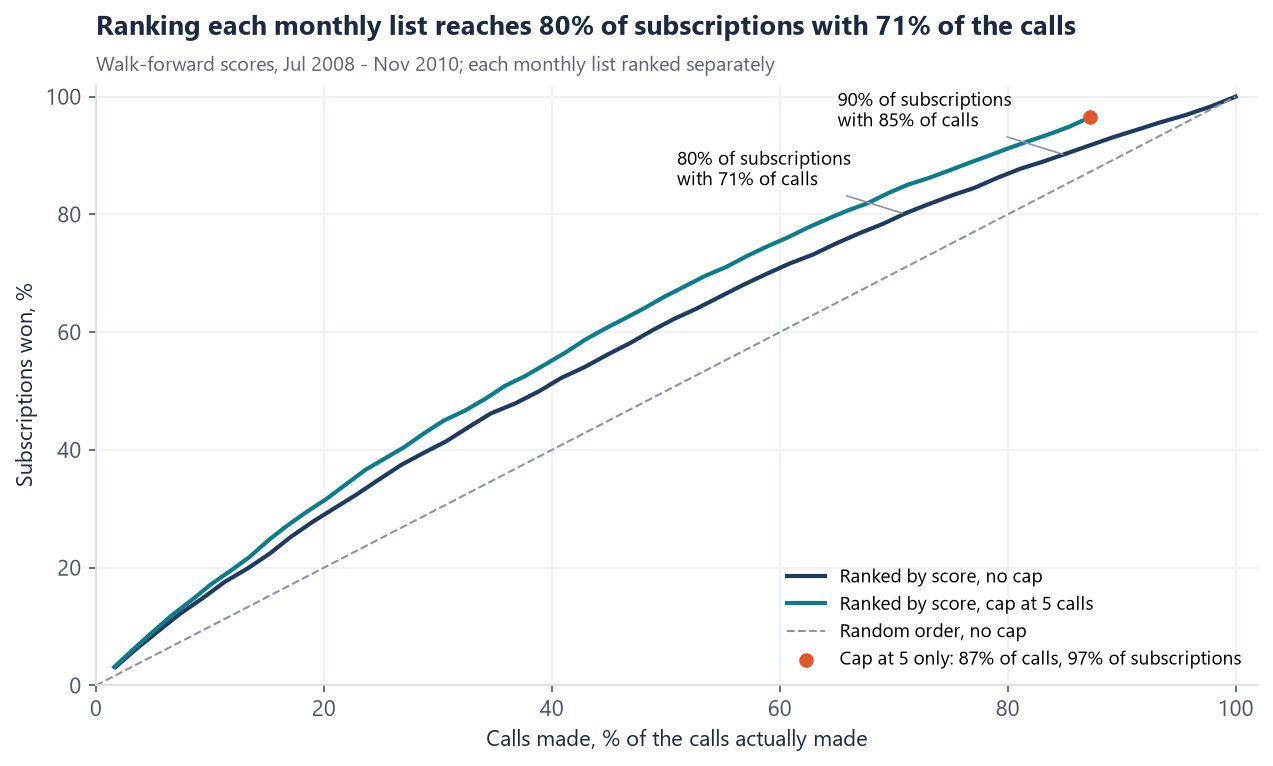 Ranking each monthly list reaches 80% of subscriptions with 71% of the calls
Walk-forward scores, Jul 2008 - Nov 2010; each monthly list ranked separately
100
80
60
40
20
0
Subscriptions won, %
90% of subscriptions
with 85% of calls
80% of subscriptions
with 71% of calls
Ranked by score, no cap
Ranked by score, cap at 5 calls
Random order, no cap
Cap at 5 only: 87% of calls, 97% of subscriptions
0
20
40
60
80
100
Calls made, % of the calls actually made